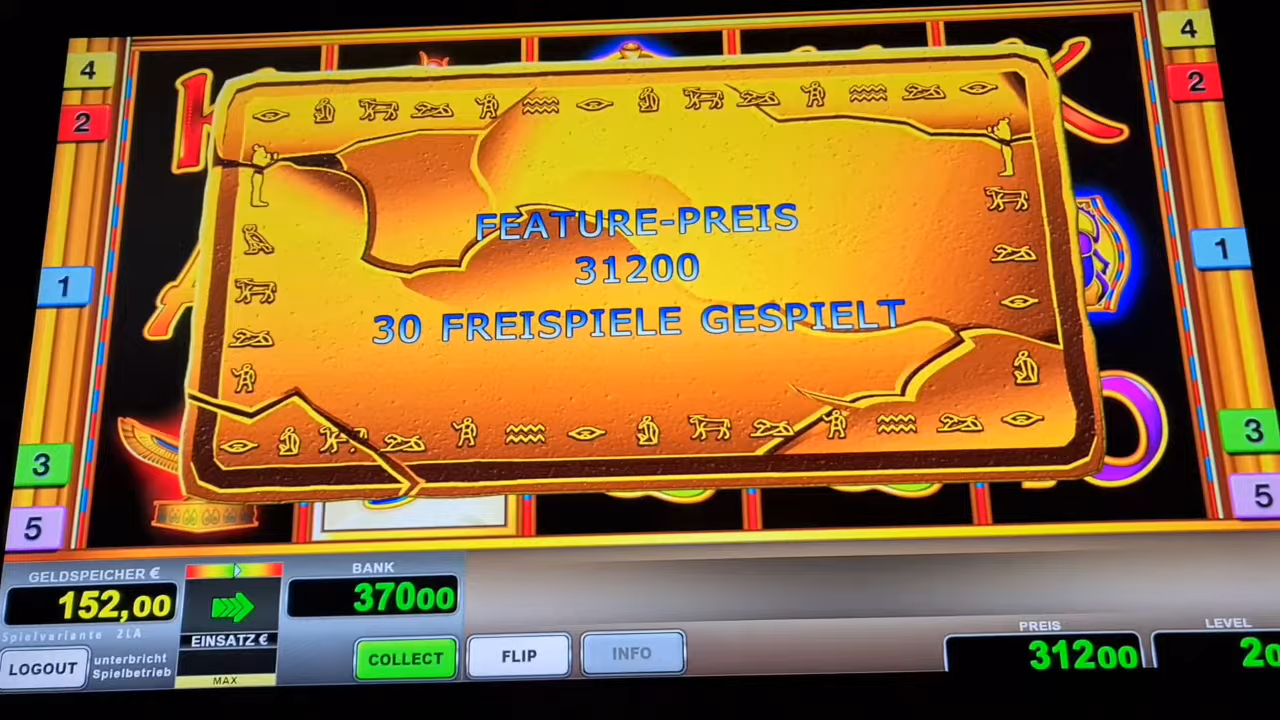 4
4
2
2
FEATURE-PREIS
31200
30 FREISPIELE GESPIELT
1
1
3
3
5
5
GELDSPEICHER €
152,00
BANK
37000
Spielvariante 2LA
EINSATZ €
MAX
LOGOUT
unterbricht
Spielbetrieb
COLLECT
FLIP
INFO
PREIS
31200
LEVEL
20